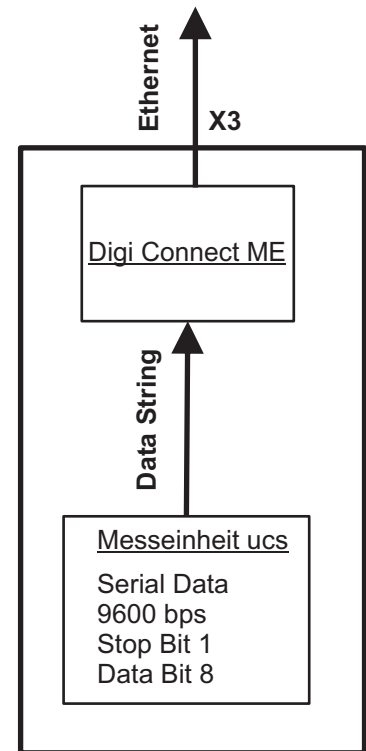 Ethernet
X3
Digi Connect ME
Data String
Messeinheit ucs
Serial Data
9600 bps
Stop Bit 1
Data Bit 8